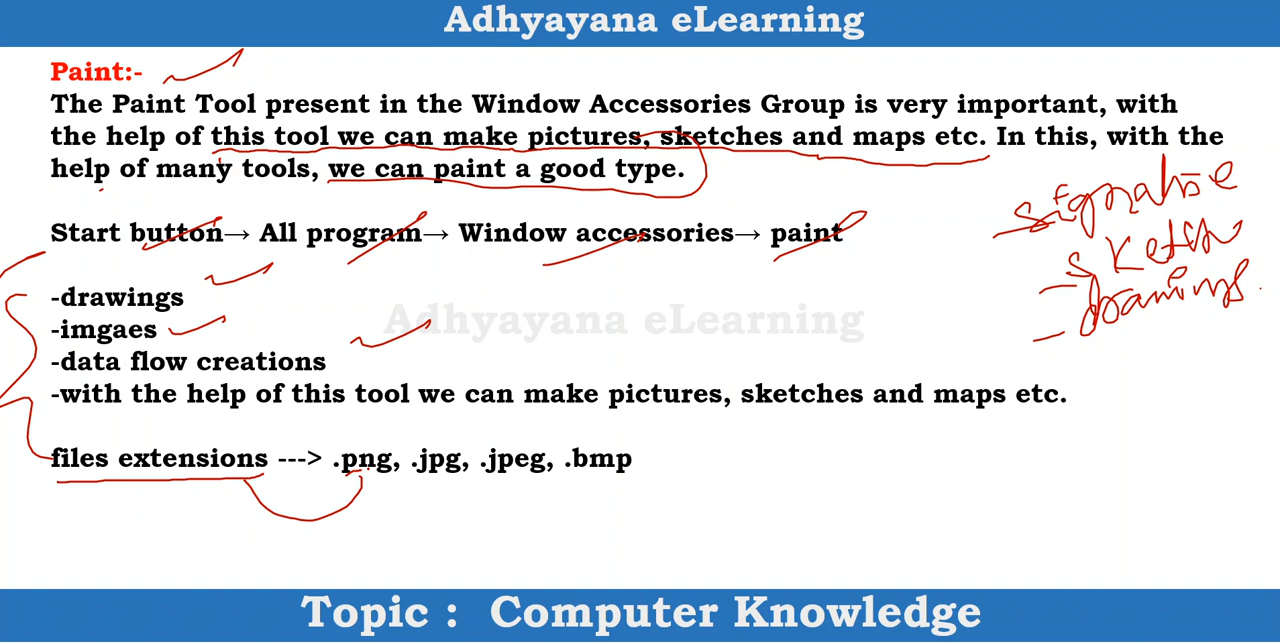 Adhyayana eLearning
Paint:-
The Paint Tool present in the Window Accessories Group is very important, with
the help of this tool we can make pictures, sketches and maps etc. In this, with the
help of many tools, we can paint a good type.
Start button→ All program→ Window accessories→ paint
-drawings
-imgaes
-data flow creations
-with the help of this tool we can make pictures, sketches and maps etc.
files extensions ---> .png, .jpg, .jpeg, .bmp
Adhyayana eLearning
- sketch
- drawings
Topic : Computer Knowledge